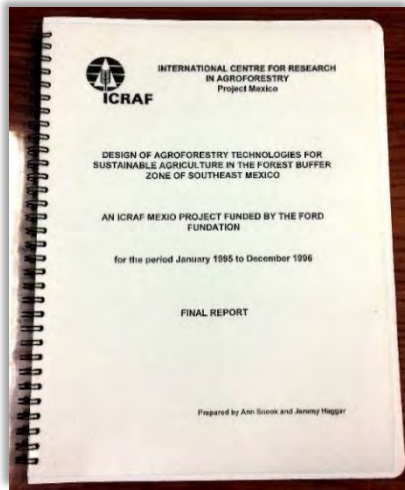 INTERNATIONAL CENTRE FOR RESEARCH
IN AGROFORESTRY
Project Mexico
ICRAF
DESIGN OF AGROFORESTRY TECHNOLOGIES FOR
SUSTAINABLE AGRICULTURE IN THE FOREST BUFFER
ZONE OF SOUTHEAST MEXICO
AN ICRAF MEXIO PROJECT FUNDED BY THE FORD
FUNDATION
for the period January 1995 to December 1996
FINAL REPORT
Prepared by Ann Snook and Jeremy Haggar